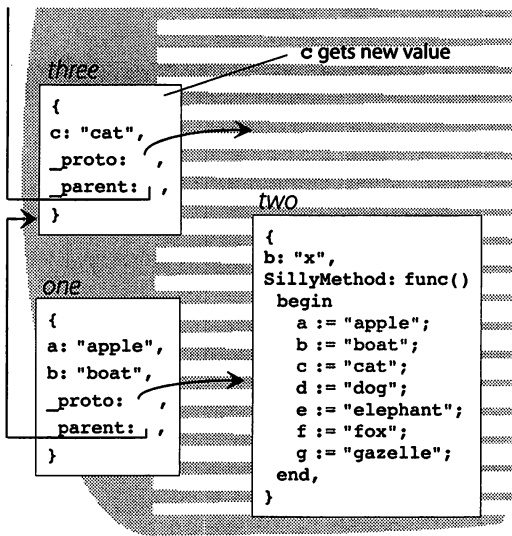 c gets new value
three
{
c: "cat",
_proto: ,
_parent: ,
}
two
{
b: "x",
SillyMethod: func()
begin
a := "apple";
b := "boat";
c := "cat";
d := "dog";
e := "elephant";
f := "fox";
g := "gazelle";
end,
}
one
{
a: "apple",
b: "boat",
_proto: ,
_parent: ,
}